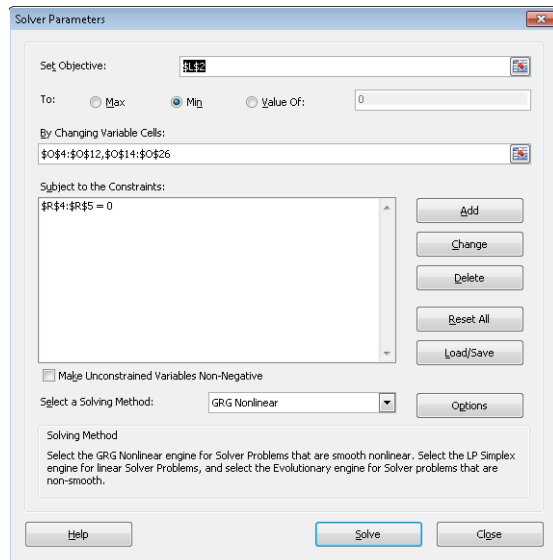 Solver Parameters
Set Objective:
$L$2
To:
Max
Min
Value Of:
0
By Changing Variable Cells:
$O$4:$O$12,$O$14:$O$26
Subject to the Constraints:
$R$4:$R$5 = 0
Add
Change
Delete
Reset All
Load/Save
Make Unconstrained Variables Non-Negative
Select a Solving Method:
GRG Nonlinear
Options
Solving Method
Select the GRG Nonlinear engine for Solver Problems that are smooth nonlinear. Select the LP Simplex
engine for linear Solver Problems, and select the Evolutionary engine for Solver problems that are
non-smooth.
Help
Solve
Close